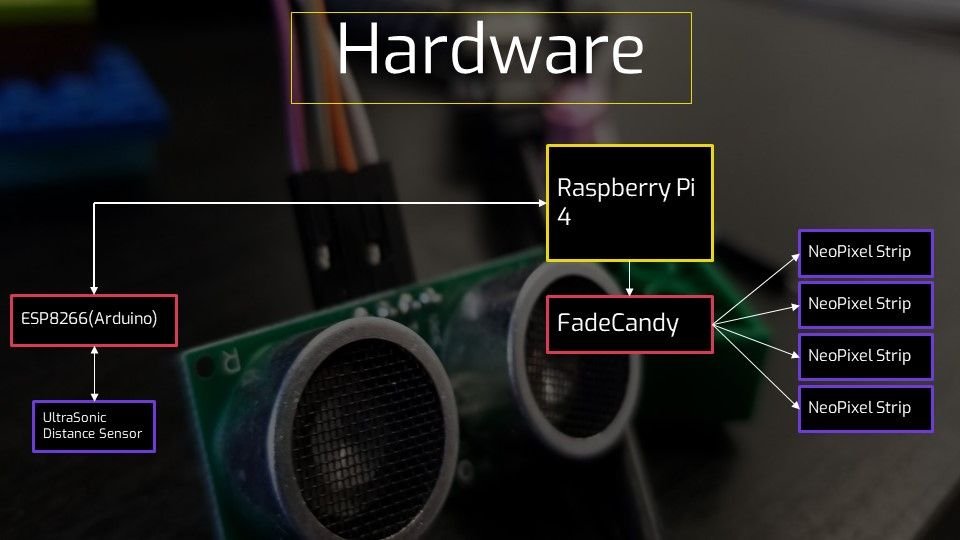 Hardware
Raspberry Pi
4
NeoPixel Strip
ESP8266(Arduino)
NeoPixel Strip
FadeCandy
NeoPixel Strip
UltraSonic
Distance Sensor
NeoPixel Strip
R